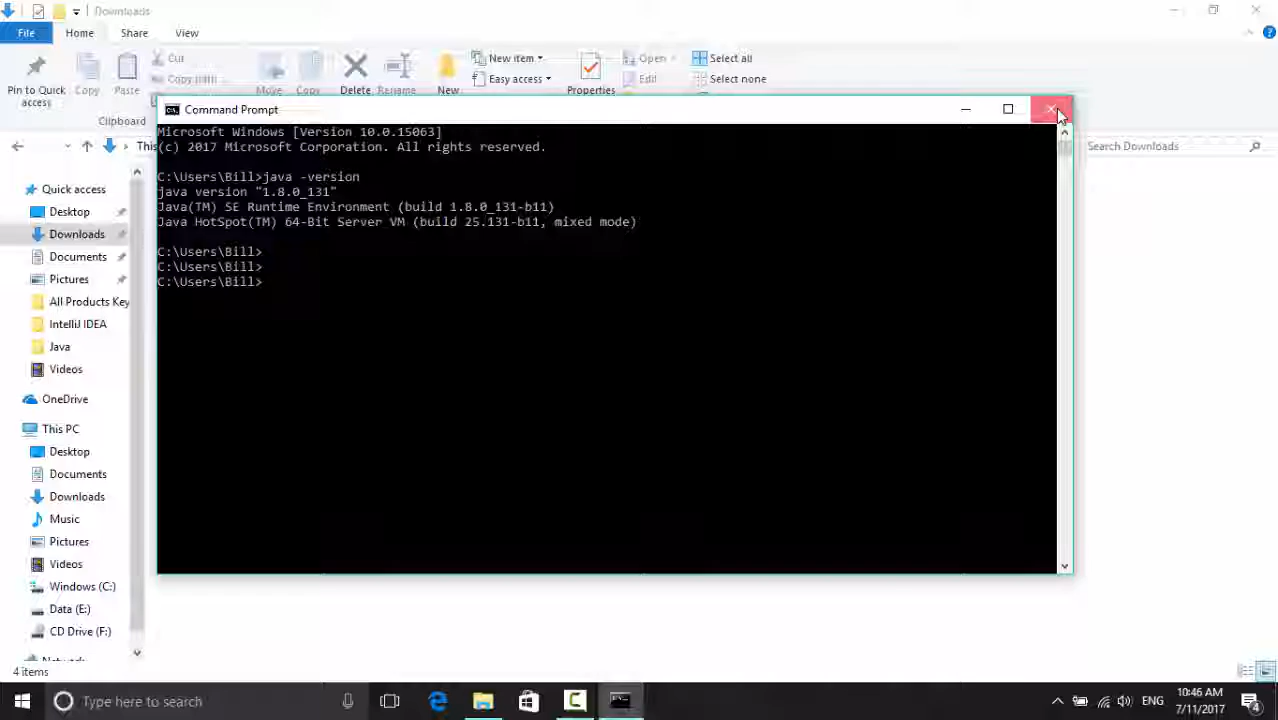 Downloads
File Home Share View
Cut
New item
Open
Select all
Easy access
Edit
Select none
Pin to Quick access
Copy
Paste
Move
Copy
Delete
Rename
New
Properties
Clipboard
Command Prompt
Search Downloads
Microsoft Windows [Version 10.0.15063]
(c) 2017 Microsoft Corporation. All rights reserved.
C:\Users\Bill>java -version
java version "1.8.0_131"
Java(TM) SE Runtime Environment (build 1.8.0_131-b11)
Java HotSpot(TM) 64-Bit Server VM (build 25.131-b11, mixed mode)
C:\Users\Bill>
C:\Users\Bill>
C:\Users\Bill>
Quick access
Desktop
Downloads
Documents
Pictures
All Products Key
IntelliJ IDEA
Java
Videos
OneDrive
This PC
Desktop
Documents
Downloads
Music
Pictures
Videos
Windows (C:)
Data (E:)
CD Drive (F:)
4 items
Type here to search
ENG
10:46 AM
7/11/2017
4